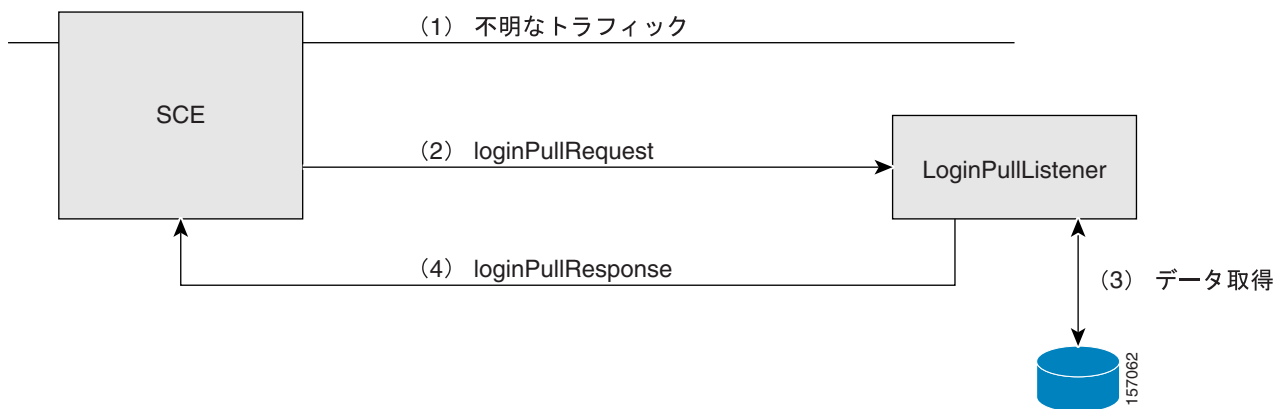 （1） 不明なトラフィック
SCE
（2） loginPullRequest
LoginPullListener
（4） loginPullResponse
（3） データ取得
157062